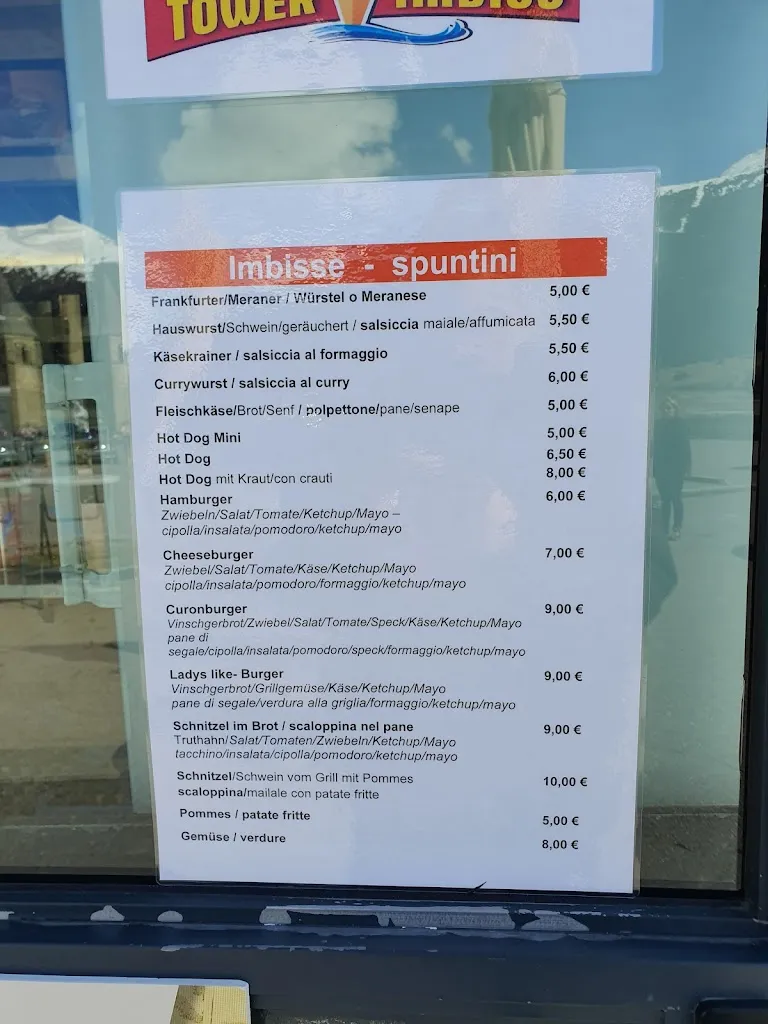 TOWER IMBISS
Imbisse - spuntini
Frankfurter/Meraner / Würstel o Meranese 5,00 €
Hauswurst/Schwein/geräuchert / salsiccia maiale/affumicata 5,50 €
Käsekrainer / salsiccia al formaggio 5,50 €
Currywurst / salsiccia al curry 6,00 €
Fleischkäse/Brot/Senf / polpettone/pane/senape 5,00 €
Hot Dog Mini 5,00 €
Hot Dog 6,50 €
Hot Dog mit Kraut/con crauti 8,00 €
Hamburger 6,00 €
Zwiebeln/Salat/Tomate/Ketchup/Mayo –
cipolla/insalata/pomodoro/ketchup/mayo
Cheeseburger 7,00 €
Zwiebel/Salat/Tomate/Käse/Ketchup/Mayo
cipolla/insalata/pomodoro/formaggio/ketchup/mayo
Curonburger 9,00 €
Vinschgerbrot/Zwiebel/Salat/Tomate/Speck/Käse/Ketchup/Mayo
pane di
segale/cipolla/insalata/pomodoro/speck/formaggio/ketchup/mayo
Ladys like- Burger 9,00 €
Vinschgerbrot/Grillgemüse/Käse/Ketchup/Mayo
pane di segale/verdura alla griglia/formaggio/ketchup/mayo
Schnitzel im Brot / scaloppina nel pane 9,00 €
Truthahn/Salat/Tomaten/Zwiebeln/Ketchup/Mayo
tacchino/insalata/cipolla/pomodoro/ketchup/mayo
Schnitzel/Schwein vom Grill mit Pommes 10,00 €
scaloppina/mailale con patate fritte
Pommes / patate fritte 5,00 €
Gemüse / verdure 8,00 €